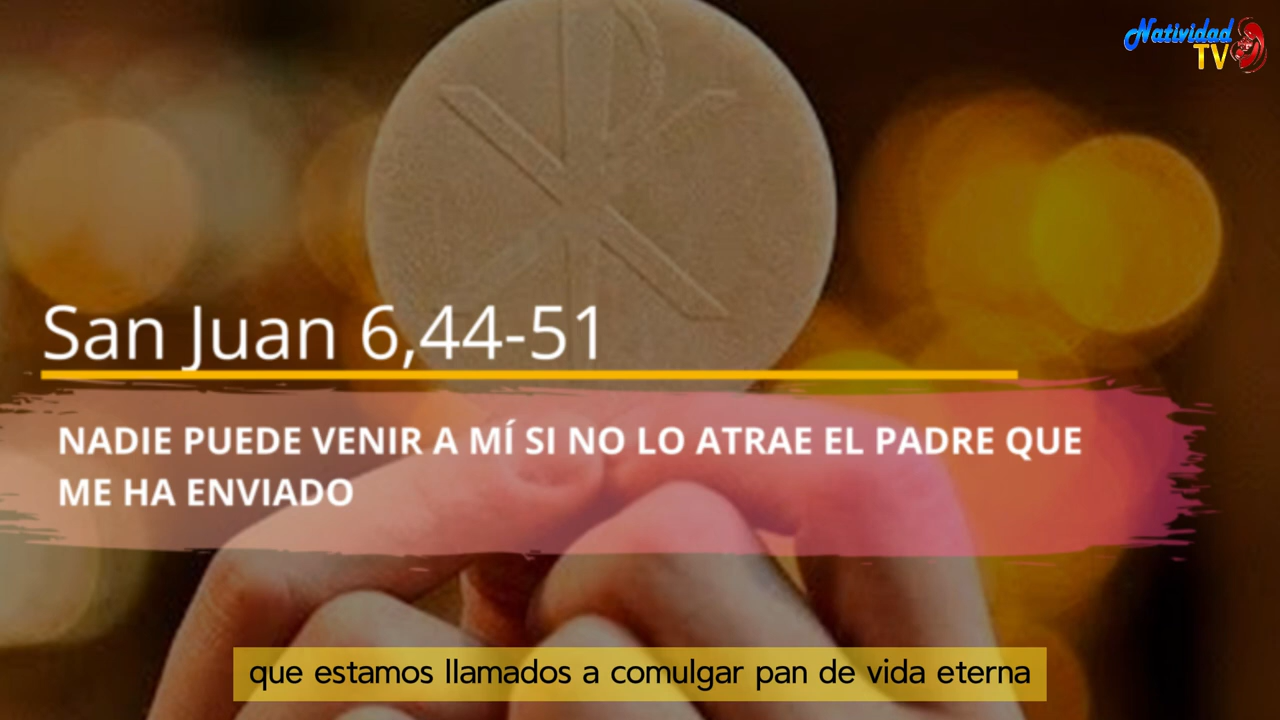 Natividad
TV
San Juan 6,44-51
NADIE PUEDE VENIR A MÍ SI NO LO ATRAE EL PADRE QUE
ME HA ENVIADO
que estamos llamados a comulgar pan de vida eterna